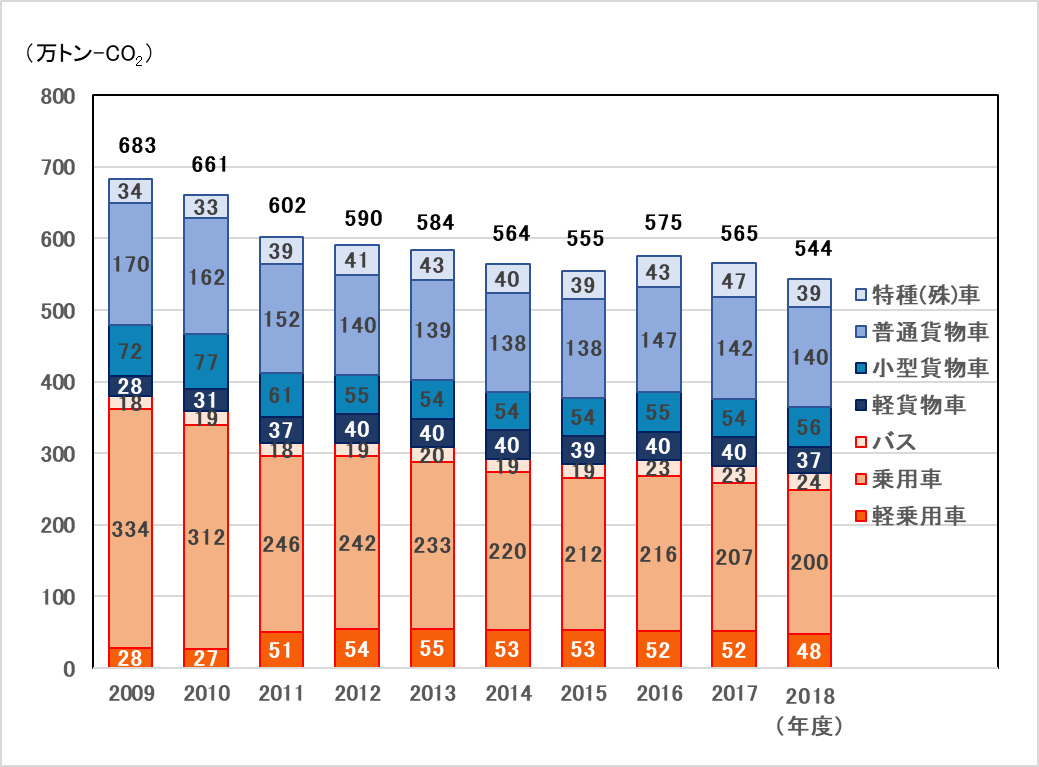 （万トン-CO₂）
800
700
600
500
400
300
200
100
0
683 661 602 590 584 564 555 575 565 544
34 33 39 41 43 40 39 43 47 39
170 162 152 140 139 138 138 147 142 140
72 77 61 55 54 54 54 55 54 56
28 31 37 40 40 40 39 40 40 37
18 19 18 19 20 19 19 23 23 24
334 312 246 242 233 220 212 216 207 200
28 27 51 54 55 53 53 52 52 48
2009 2010 2011 2012 2013 2014 2015 2016 2017 2018
（年度）
特種(殊)車
普通貨物車
小型貨物車
軽貨物車
バス
乗用車
軽乗用車